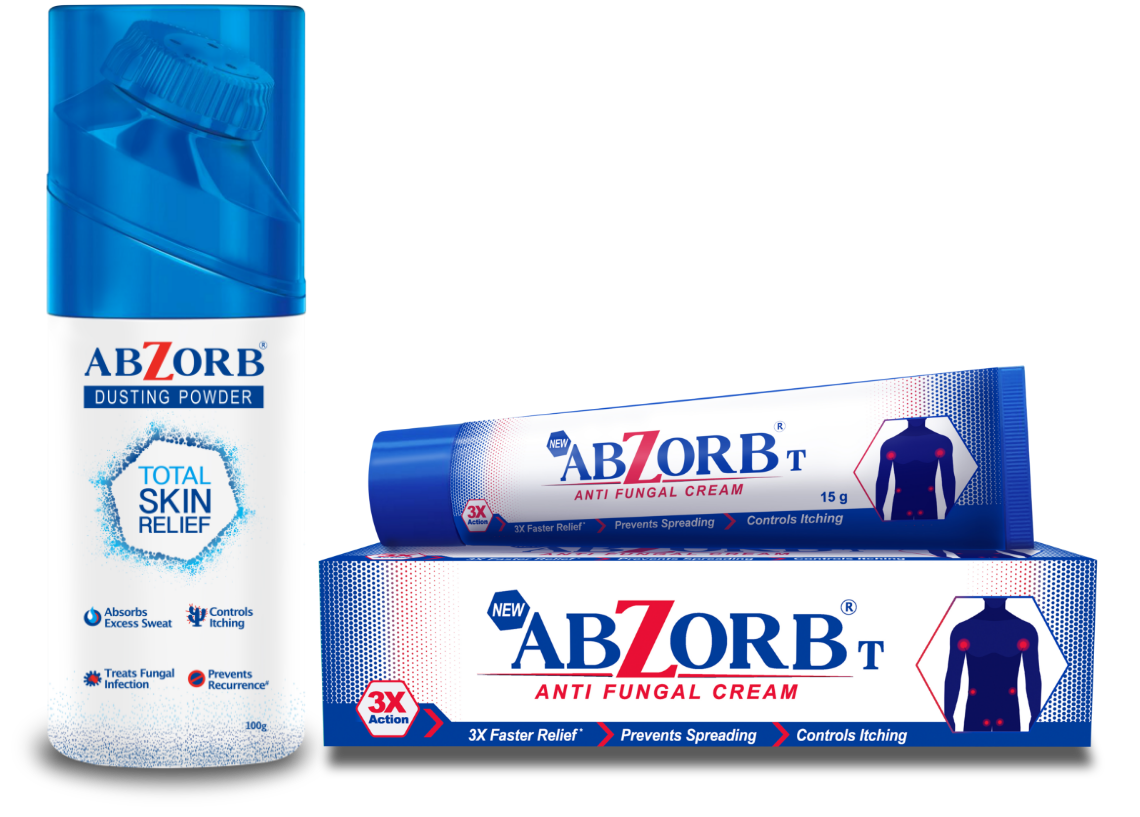 ABZORB®
DUSTING POWDER
TOTAL
SKIN
RELIEF
Absorbs
Excess Sweat
Controls
Itching
Treats Fungal
Infection
Prevents
Recurrence#
100g
NEW
ABZORB® T
ANTI FUNGAL CREAM
15 g
3X
Action
3X Faster Relief*
Prevents Spreading
Controls Itching
NEW
ABZORB® T
ANTI FUNGAL CREAM
3X
Action
3X Faster Relief*
Prevents Spreading
Controls Itching